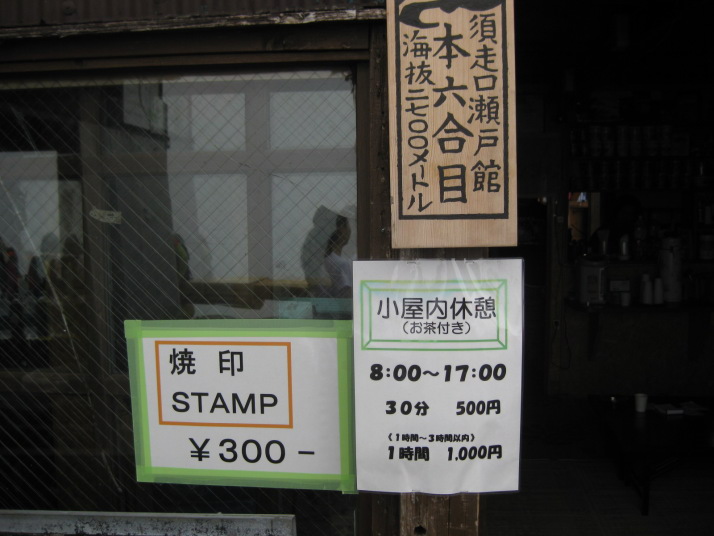 須走口瀬戸館
本六合目
海抜二七〇〇メートル
小屋内休憩
(お茶付き)
8:00～17:00
30分 500円
(1時間～3時間以内)
1時間 1,000円
焼印
STAMP
￥300－